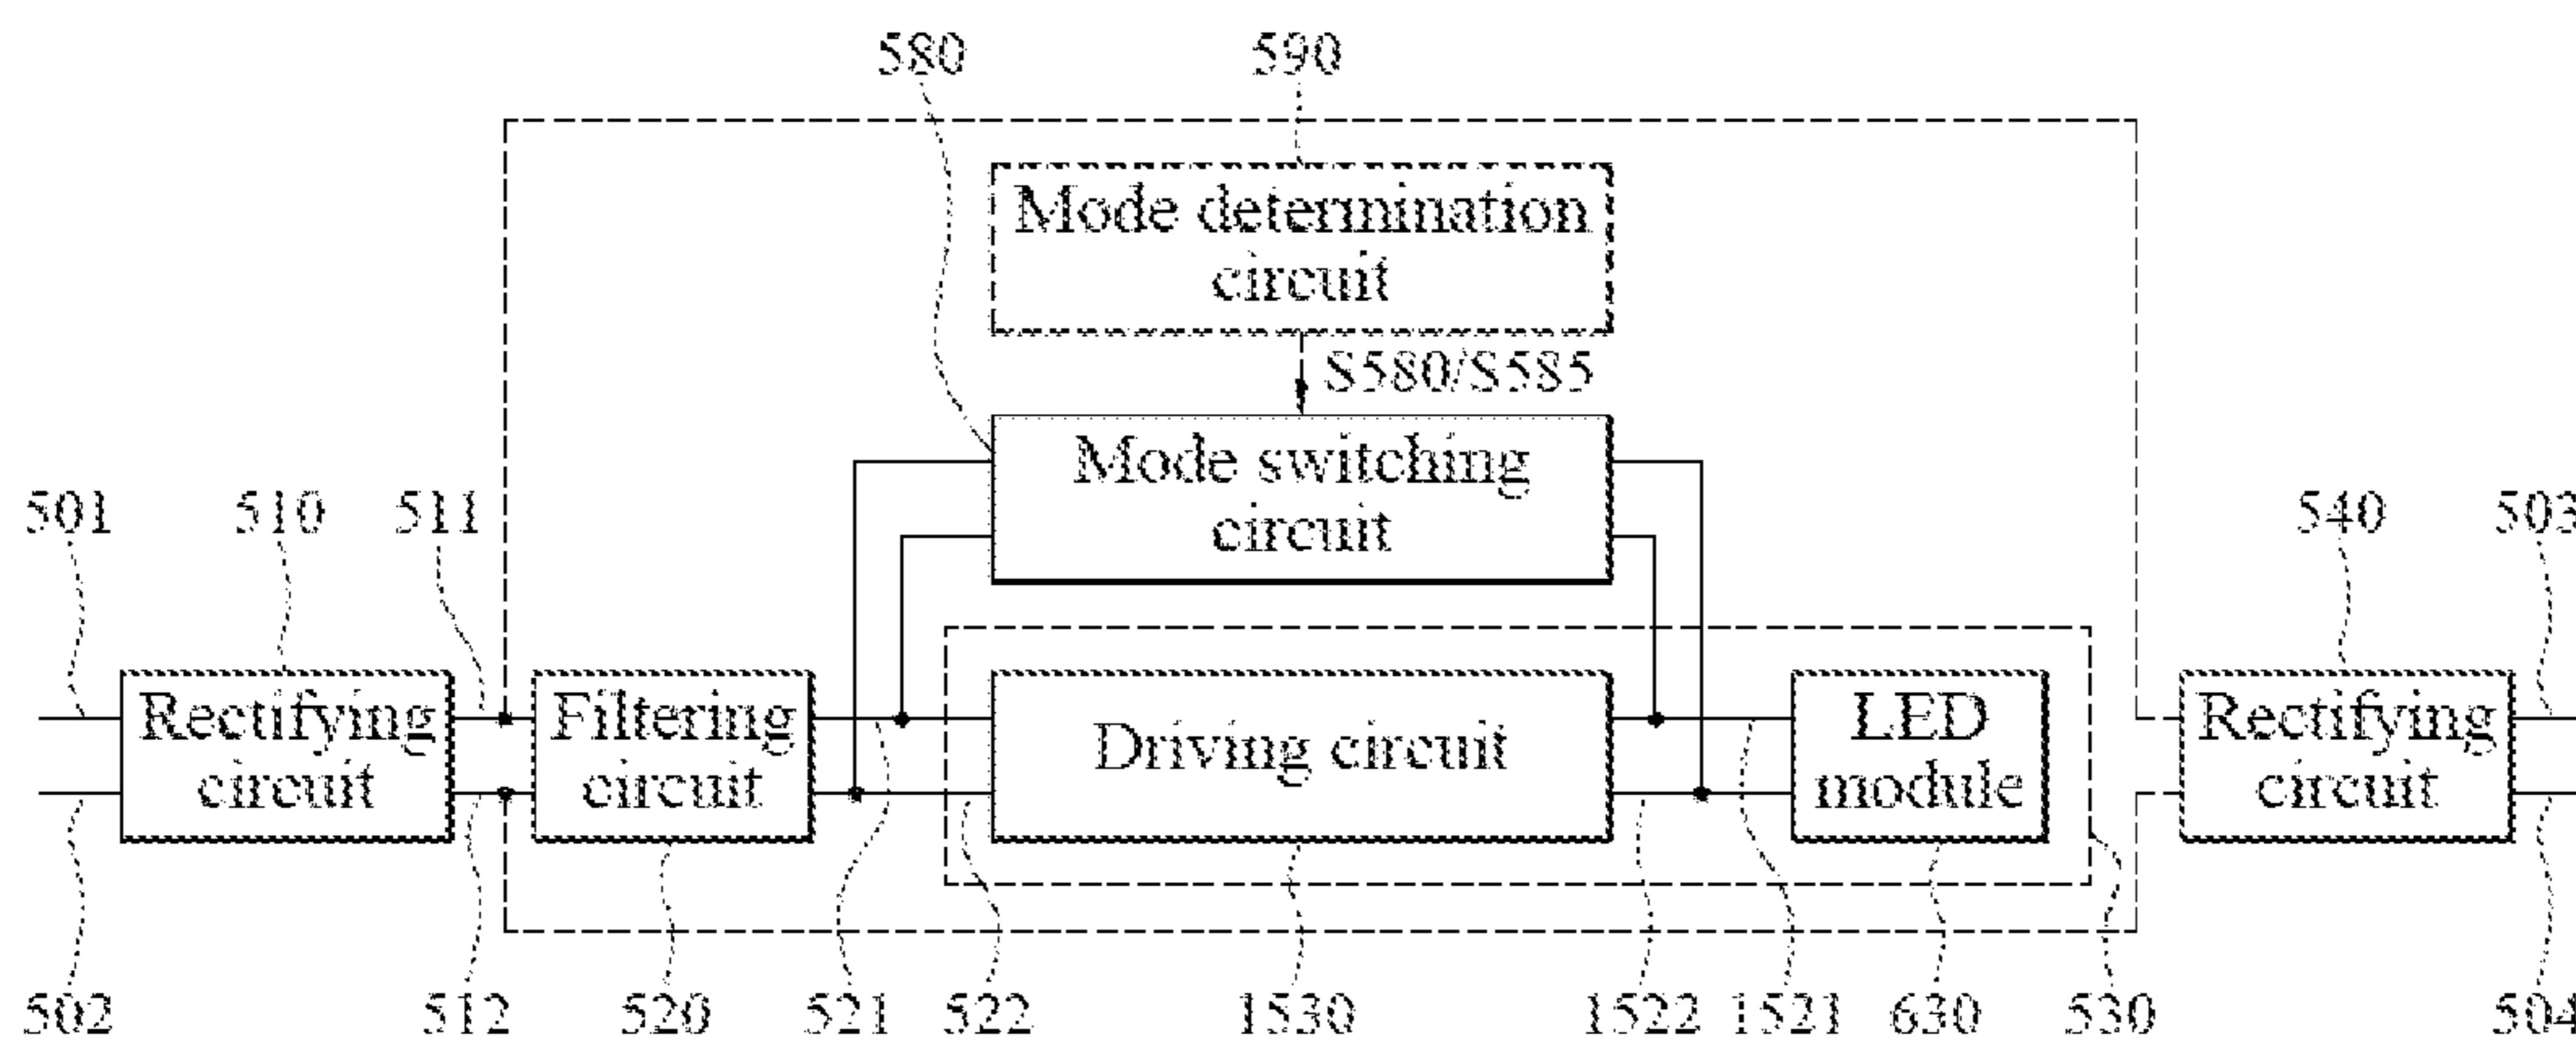 580 590
Mode determination
circuit
S580/S585
Mode switching
circuit
501 510 511 540 503
Rectifying
circuit
Filtering
circuit
Driving circuit
LED
module
Rectifying
circuit
502 512 520 521 522 1530 1522 1521 630 530 504